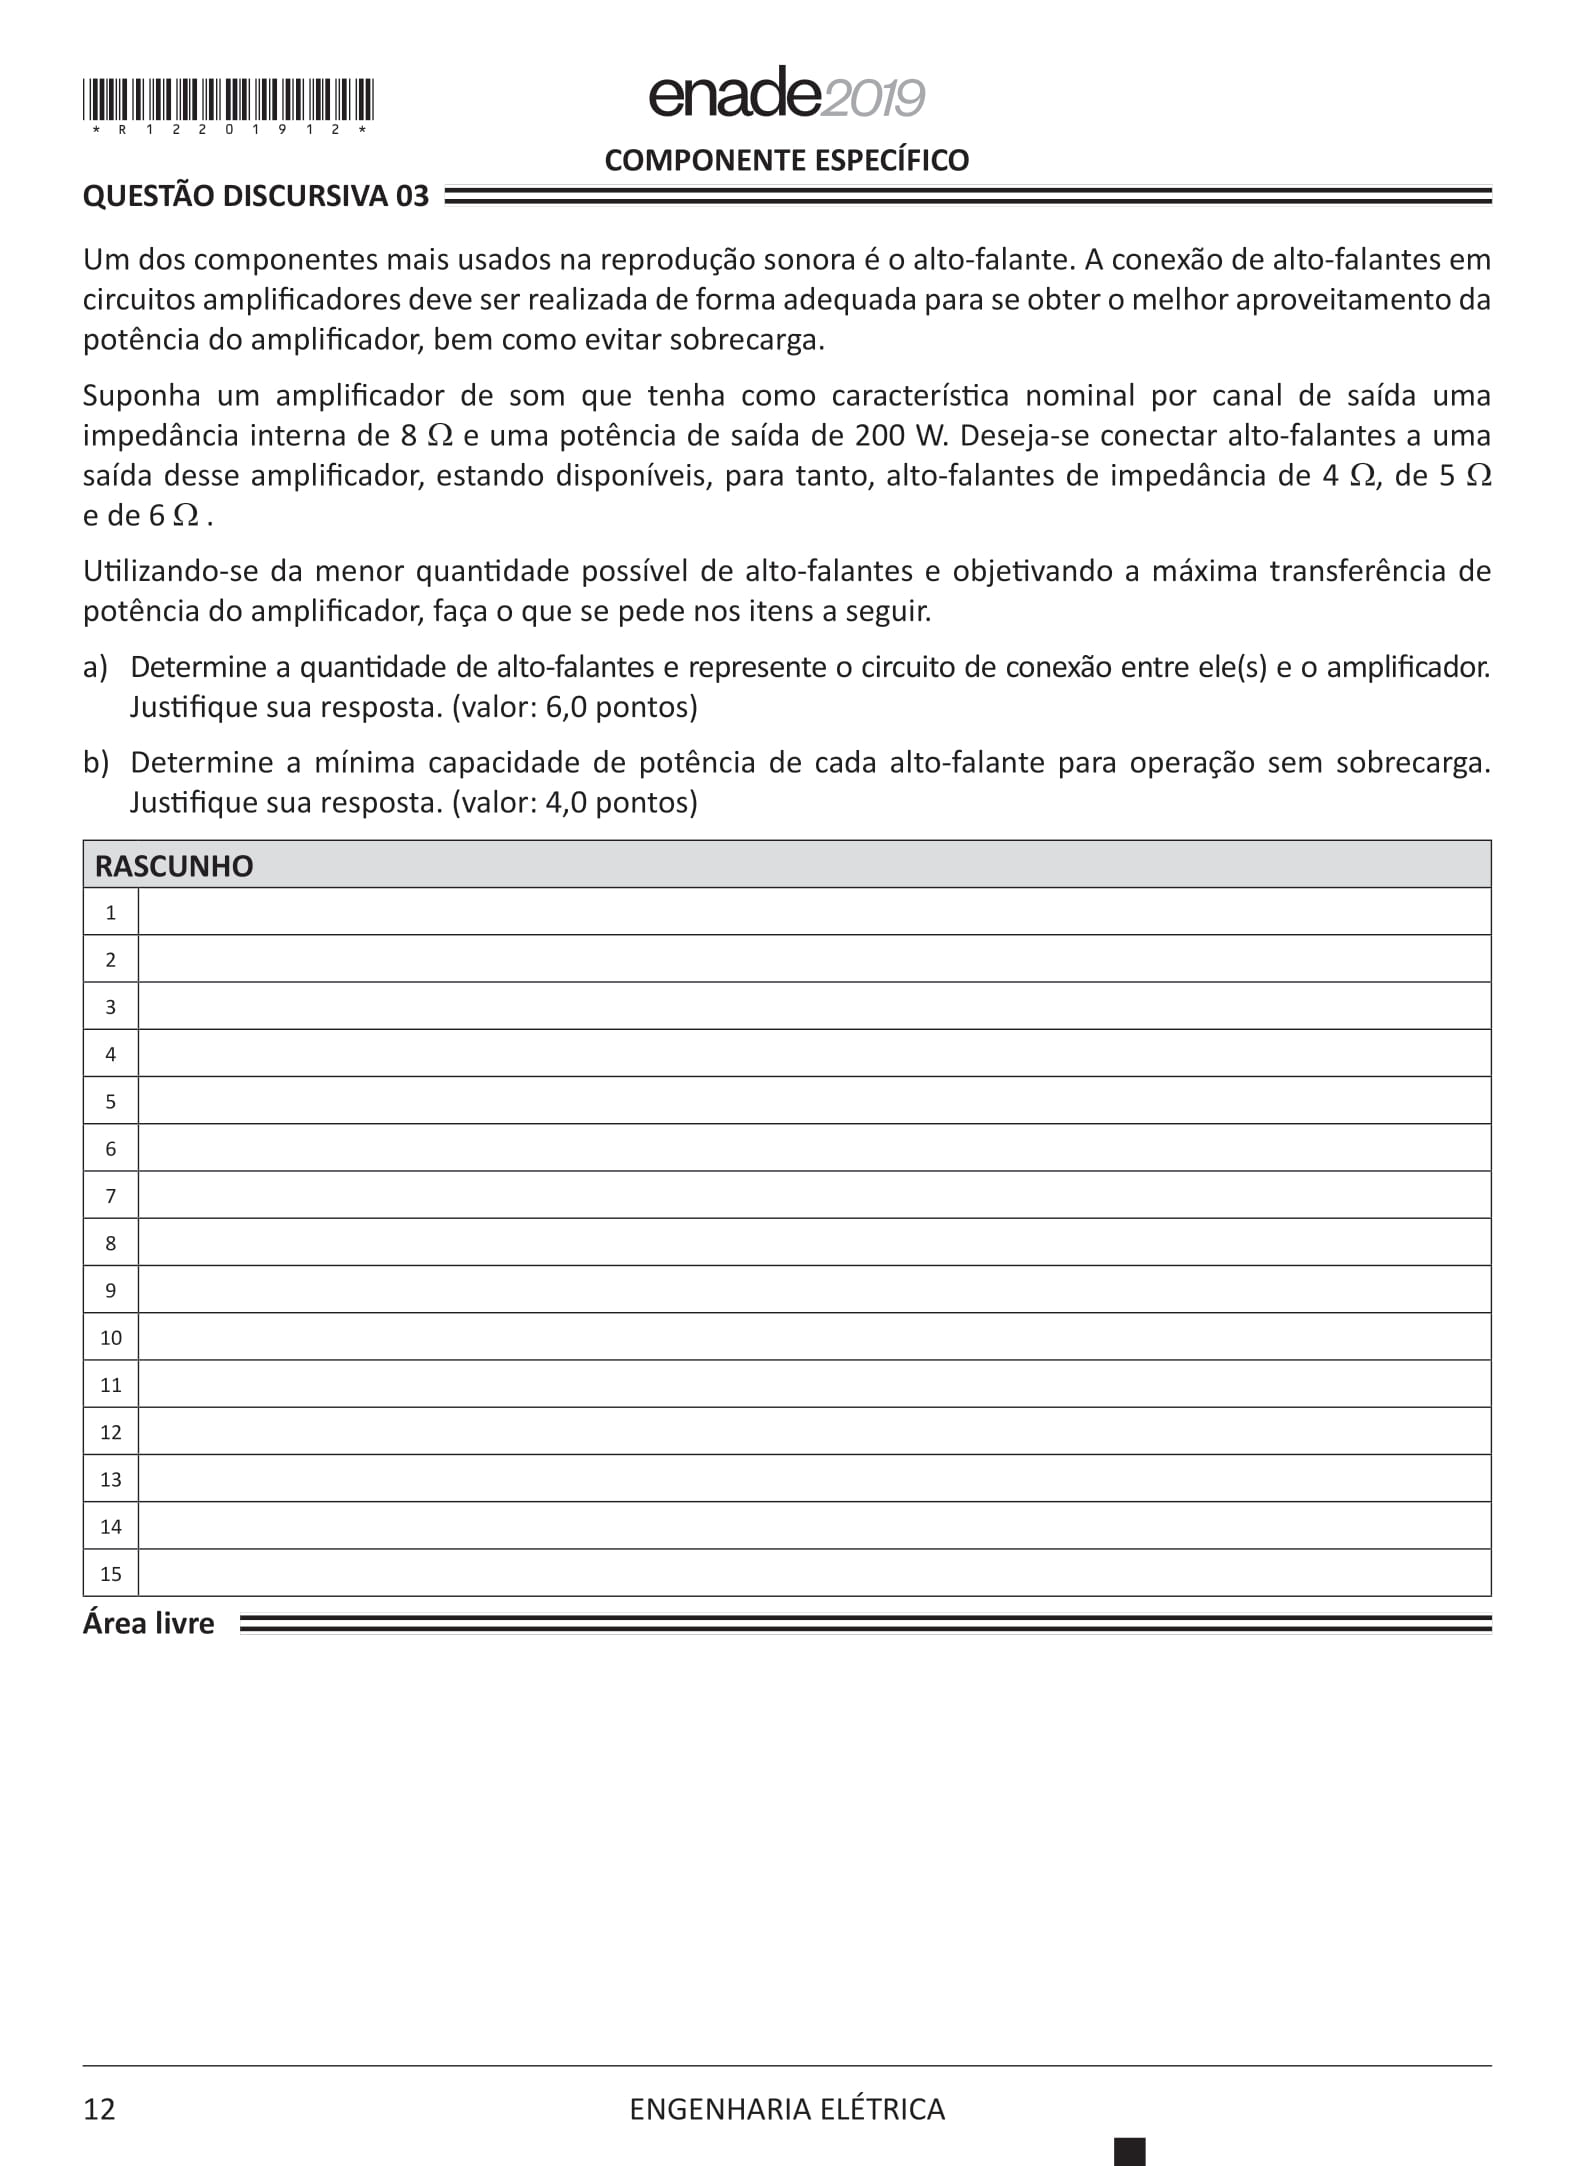 enade2019
*R12201912*
COMPONENTE ESPECÍFICO
QUESTÃO DISCURSIVA 03
Um dos componentes mais usados na reprodução sonora é o alto-falante. A conexão de alto-falantes em
circuitos amplificadores deve ser realizada de forma adequada para se obter o melhor aproveitamento da
potência do amplificador, bem como evitar sobrecarga.
Suponha um amplificador de som que tenha como característica nominal por canal de saída uma
impedância interna de 8 Ω e uma potência de saída de 200 W. Deseja-se conectar alto-falantes a uma
saída desse amplificador, estando disponíveis, para tanto, alto-falantes de impedância de 4 Ω, de 5 Ω
e de 6 Ω .
Utilizando-se da menor quantidade possível de alto-falantes e objetivando a máxima transferência de
potência do amplificador, faça o que se pede nos itens a seguir.
a) Determine a quantidade de alto-falantes e represente o circuito de conexão entre ele(s) e o amplificador.
Justifique sua resposta. (valor: 6,0 pontos)
b) Determine a mínima capacidade de potência de cada alto-falante para operação sem sobrecarga.
Justifique sua resposta. (valor: 4,0 pontos)
RASCUNHO
1
2
3
4
5
6
7
8
9
10
11
12
13
14
15
Área livre
12 ENGENHARIA ELÉTRICA